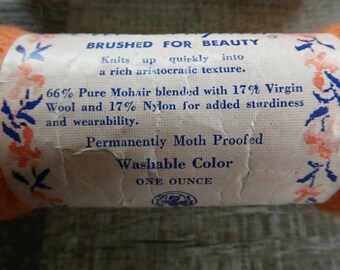 BRUSHED FOR BEAUTY
Knits up quickly into
a rich aristocratic texture.
66% Pure Mohair blended with 17% Virgin
Wool and 17% Nylon for added sturdiness
and wearability.
Permanently Moth Proofed
Washable Color
ONE OUNCE